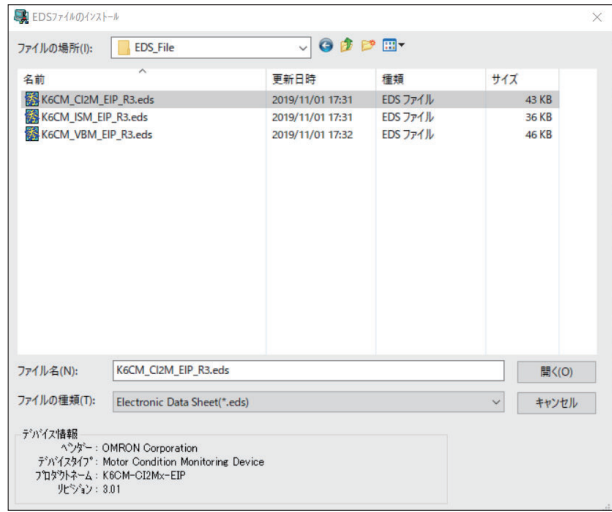 EDSファイルのインストール
ファイルの場所(I): EDS_File
名前 更新日時 種類 サイズ
K6CM_CI2M_EIP_R3.eds 2019/11/01 17:31 EDS ファイル 43 KB
K6CM_ISM_EIP_R3.eds 2019/11/01 17:31 EDS ファイル 36 KB
K6CM_VBM_EIP_R3.eds 2019/11/01 17:32 EDS ファイル 46 KB
ファイル名(N): K6CM_CI2M_EIP_R3.eds 開く(O)
ファイルの種類(T): Electronic Data Sheet(*.eds) キャンセル
デバイス情報
ベンダー : OMRON Corporation
デバイスタイプ : Motor Condition Monitoring Device
プロダクトネーム : K6CM-CI2Mx-EIP
リビジョン : 3.01